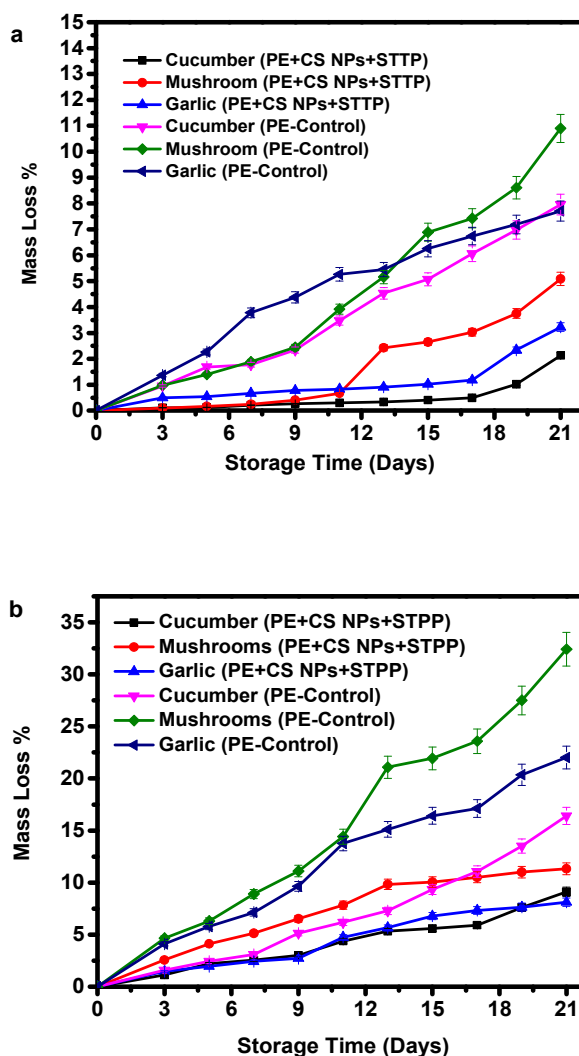 a
15
14
13
12
11
10
9
8
7
6
5
4
3
2
1
0
Mass Loss %
Cucumber (PE+CS NPs+STTP)
Mushroom (PE+CS NPs+STTP)
Garlic (PE+CS NPs+STTP)
Cucumber (PE-Control)
Mushroom (PE-Control)
Garlic (PE-Control)
0 3 6 9 12 15 18 21
Storage Time (Days)
b
35
30
25
20
15
10
5
0
Mass Loss %
Cucumber (PE+CS NPs+STPP)
Mushrooms (PE+CS NPs+STPP)
Garlic (PE+CS NPs+STPP)
Cucumber (PE-Control)
Mushrooms (PE-Control)
Garlic (PE-Control)
0 3 6 9 12 15 18 21
Storage Time (Days)